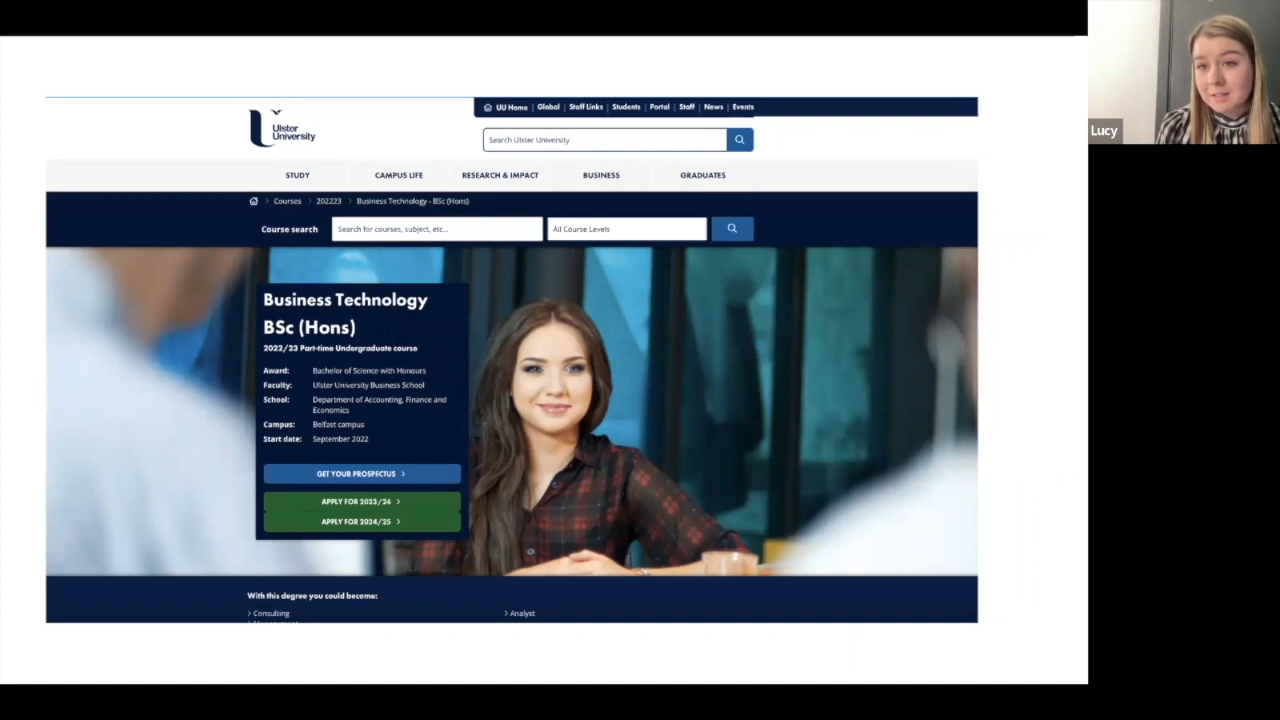 UU Home | Global | Staff Links | Students | Portal | Staff | News | Events
Ulster
University
Search Ulster University
STUDY
CAMPUS LIFE
RESEARCH & IMPACT
BUSINESS
GRADUATES
Courses
202223
Business Technology - BSc (Hons)
Course search
Search for courses, subject, etc...
All Course Levels
Business Technology
BSc (Hons)
2022/23 Part-time Undergraduate course
Award: Bachelor of Science with Honours
Faculty: Ulster University Business School
School: Department of Accounting, Finance and
Economics
Campus: Belfast campus
Start date: September 2022
GET YOUR PROSPECTUS
APPLY FOR 2023/24
APPLY FOR 2024/25
With this degree you could become:
Consulting
Analyst
Lucy